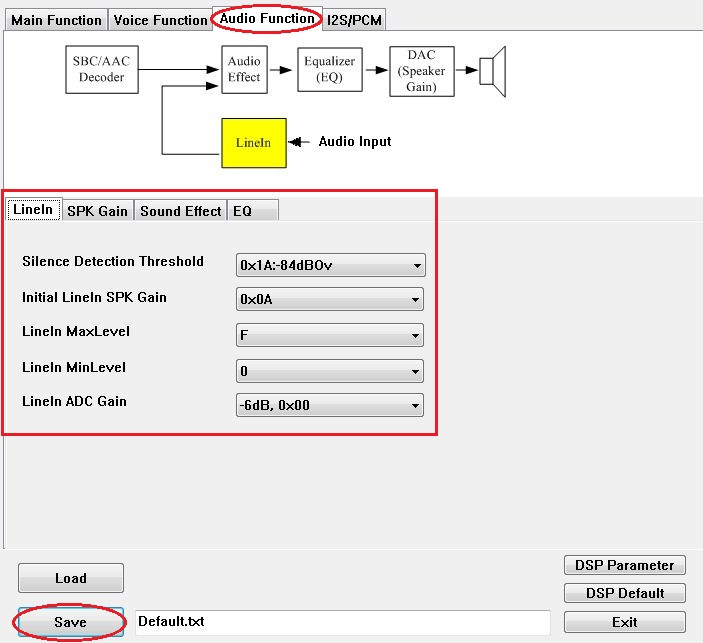 Main Function Voice Function Audio Function I2S/PCM
SBC/AAC
Decoder
Audio
Effect
Equalizer
(EQ)
DAC
(Speaker
Gain)
LineIn
Audio Input
LineIn SPK Gain Sound Effect EQ
Silence Detection Threshold 0x1A:-84dBOv
Initial LineIn SPK Gain 0x0A
LineIn MaxLevel F
LineIn MinLevel 0
LineIn ADC Gain -6dB, 0x00
Load
Save Default.txt
DSP Parameter
DSP Default
Exit